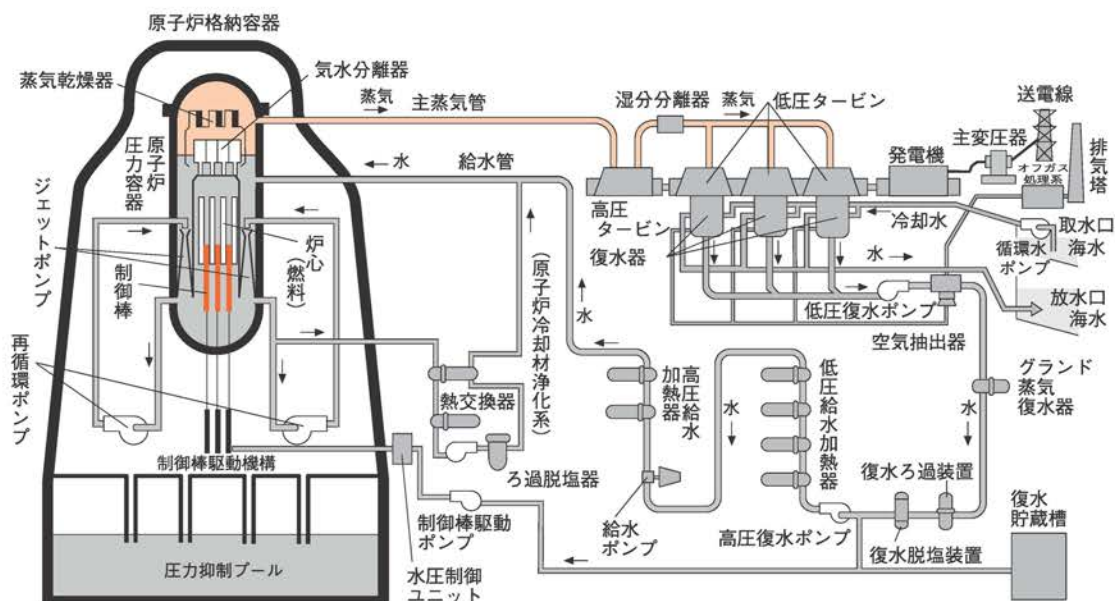 原子炉格納容器
蒸気乾燥器
気水分離器
蒸気
主蒸気管
湿分分離器
蒸気
低圧タービン
送電線
主変圧器
発電機
オフガス
処理系
排気塔
原子炉
圧力容器
水
給水管
ジェットポンプ
高圧
タービン
復水器
冷却水
取水口
海水
循環水
ポンプ
水
放水口
海水
炉心
(燃料)
制御棒
(原子炉冷却材浄化系)
水
低圧復水ポンプ
空気抽出器
再循環ポンプ
熱交換器
高圧給水
加熱器
水
低圧給水加熱器
水
グランド
蒸気
復水器
制御棒駆動機構
ろ過脱塩器
復水ろ過装置
復水
貯蔵槽
制御棒駆動
ポンプ
給水
ポンプ
高圧復水ポンプ
復水脱塩装置
圧力抑制プール
水圧制御
ユニット
水